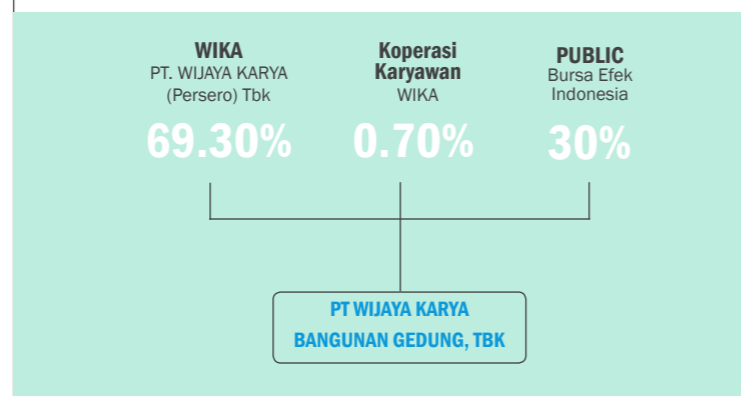 WIKA
PT. WIJAYA KARYA
(Persero) Tbk
69.30%
Koperasi
Karyawan
WIKA
0.70%
PUBLIC
Bursa Efek
Indonesia
30%
PT WIJAYA KARYA
BANGUNAN GEDUNG, TBK